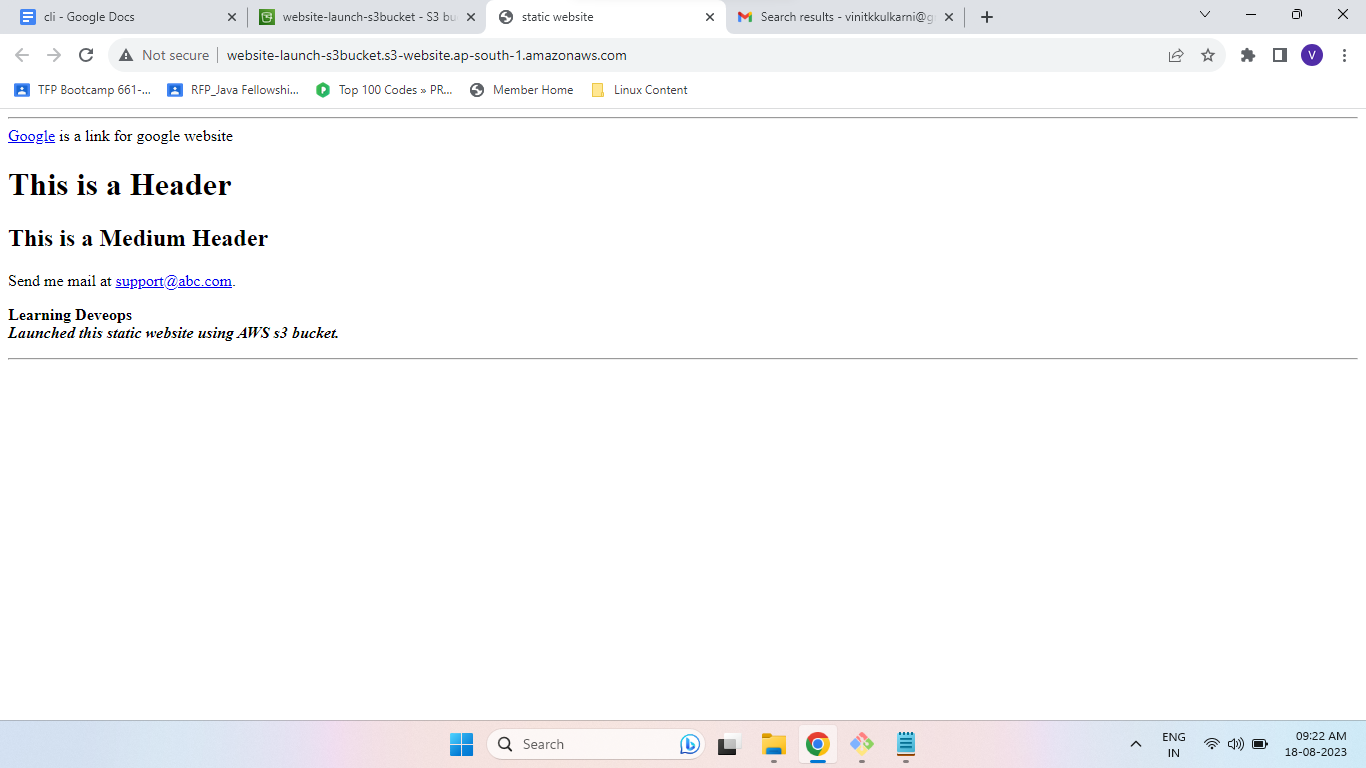 cli - Google Docs
website-launch-s3bucket - S3 bu
static website
Search results - vinitkkulkarni@g
Not secure
website-launch-s3bucket.s3-website.ap-south-1.amazonaws.com
V
TFP Bootcamp 661-...
RFP_Java Fellowshi...
Top 100 Codes » PR...
Member Home
Linux Content
Google is a link for google website
This is a Header
This is a Medium Header
Send me mail at support@abc.com.
Learning Deveops
Launched this static website using AWS s3 bucket.
Search
ENG
IN
09:22 AM
18-08-2023